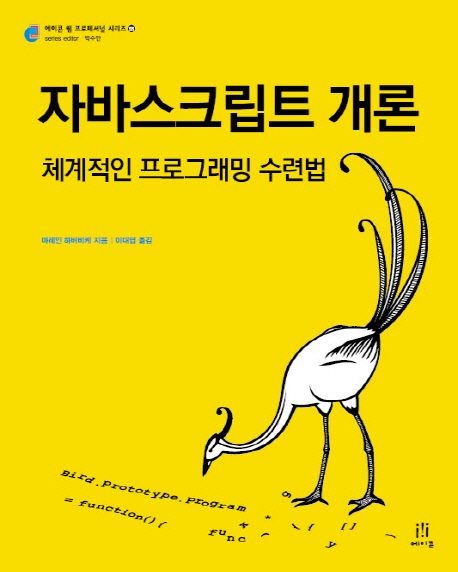 에이콘 웹 프로페셔널 시리즈
series editor 박수만
자바스크립트 개론
체계적인 프로그래밍 수련법
마레인 하버비케 지음 | 이대엽 옮김
Bird.prototype.program
= function(){
func
x * ( g \ { [] } y
에이콘